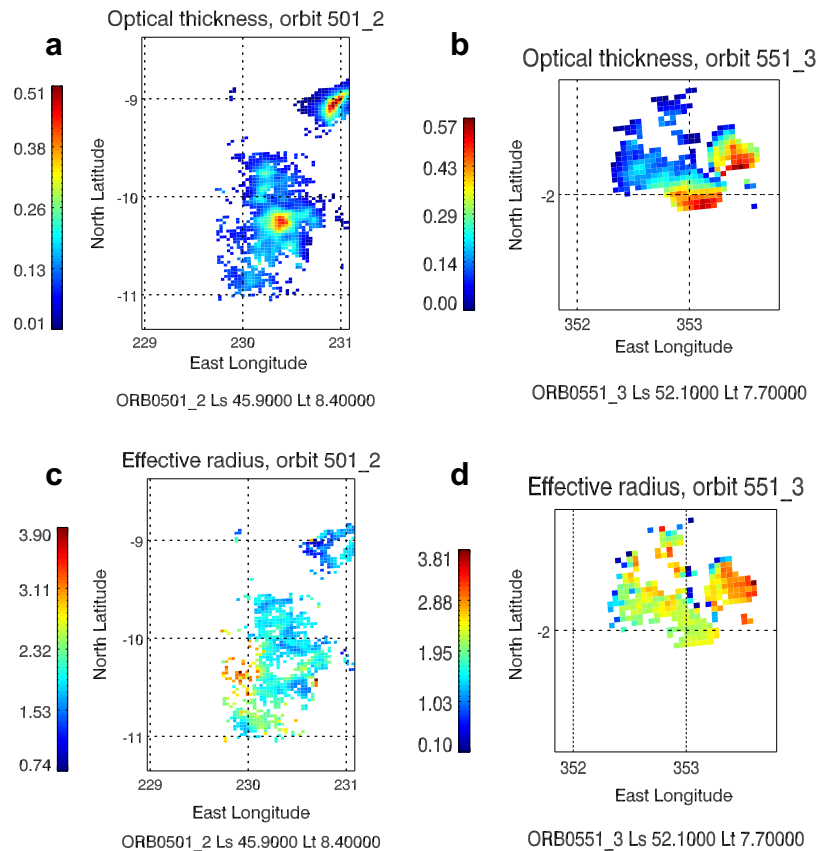 a
Optical thickness, orbit 501_2
0.51
0.38
0.26
0.13
0.01
North Latitude
-9
-10
-11
229
230
231
East Longitude
ORB0501_2 Ls 45.9000 Lt 8.40000
b
Optical thickness, orbit 551_3
0.57
0.43
0.29
0.14
0.00
North Latitude
-2
352
353
East Longitude
ORB0551_3 Ls 52.1000 Lt 7.70000
c
Effective radius, orbit 501_2
3.90
3.11
2.32
1.53
0.74
North Latitude
-9
-10
-11
229
230
231
East Longitude
ORB0501_2 Ls 45.9000 Lt 8.40000
d
Effective radius, orbit 551_3
3.81
2.88
1.95
1.03
0.10
North Latitude
-2
352
353
East Longitude
ORB0551_3 Ls 52.1000 Lt 7.70000